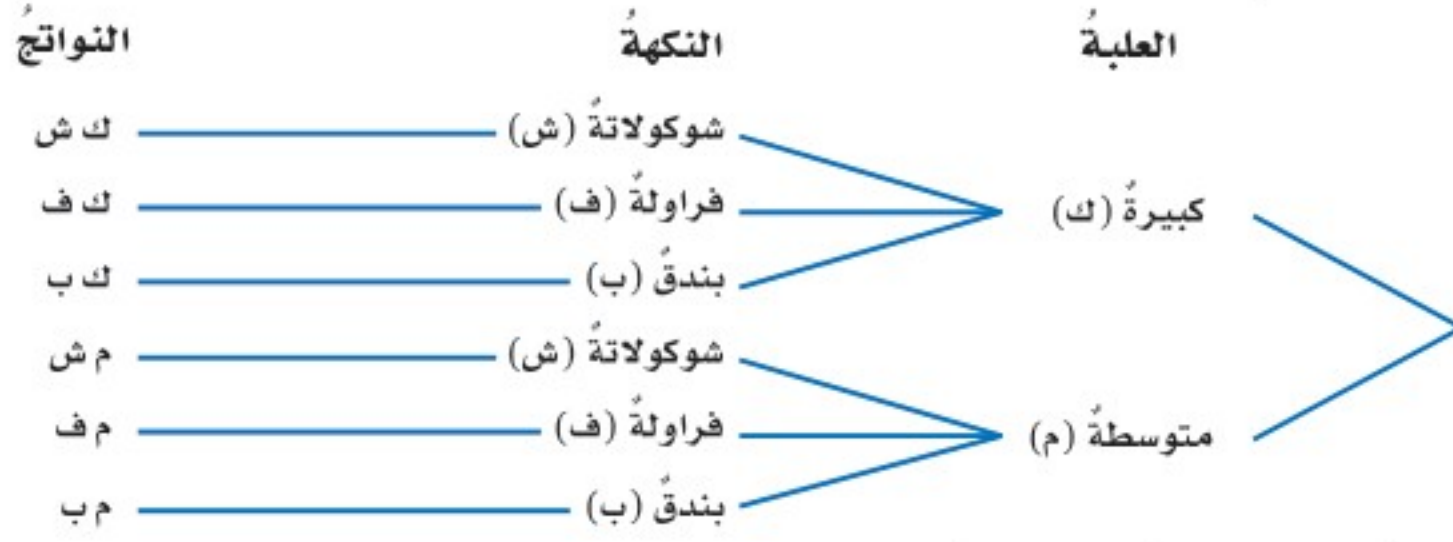 العلبةُ النكهةُ النواتجُ
شوكولاتةٌ (ش) ك ش
كبيرةٌ (ك) فراولةٌ (ف) ك ف
بندقٌ (ب) ك ب
شوكولاتةٌ (ش) م ش
متوسطةٌ (م) فراولةٌ (ف) م ف
بندقٌ (ب) م ب